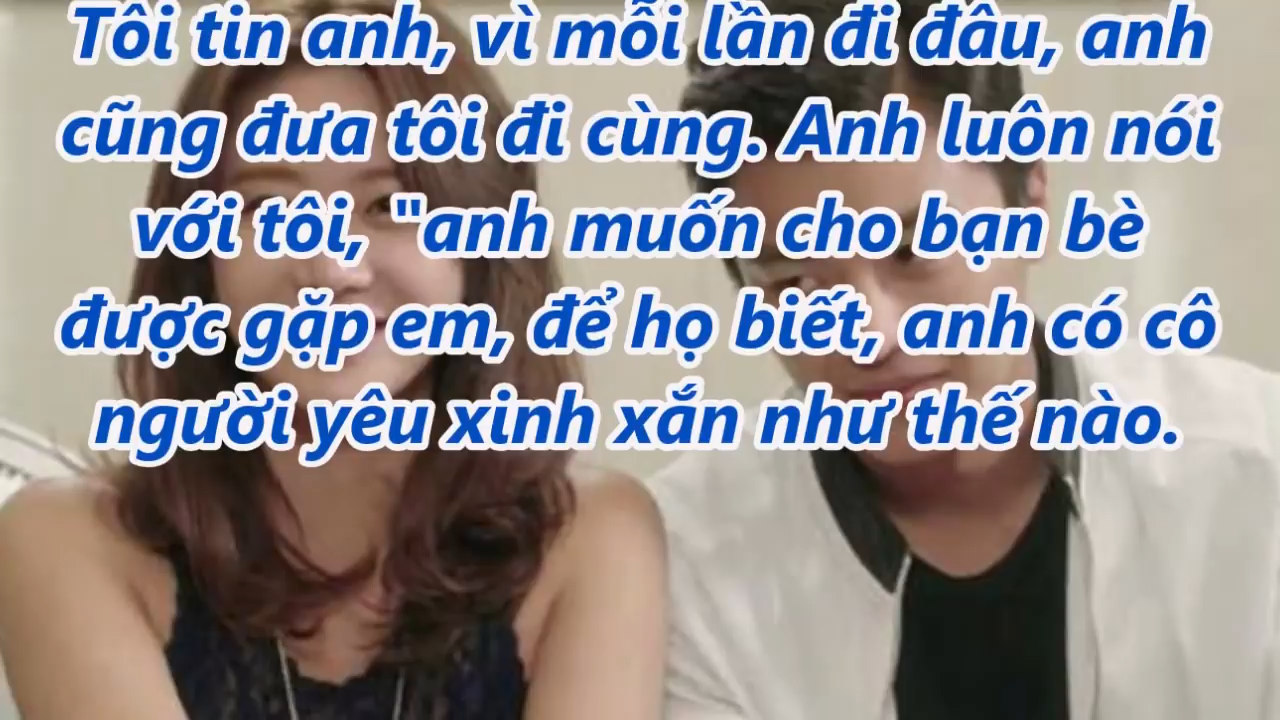 Tôi tin anh, vì mỗi lần đi đâu, anh
cũng đưa tôi đi cùng. Anh luôn nói
với tôi, "anh muốn cho bạn bè
được gặp em, để họ biết, anh có cô
người yêu xinh xắn như thế nào.